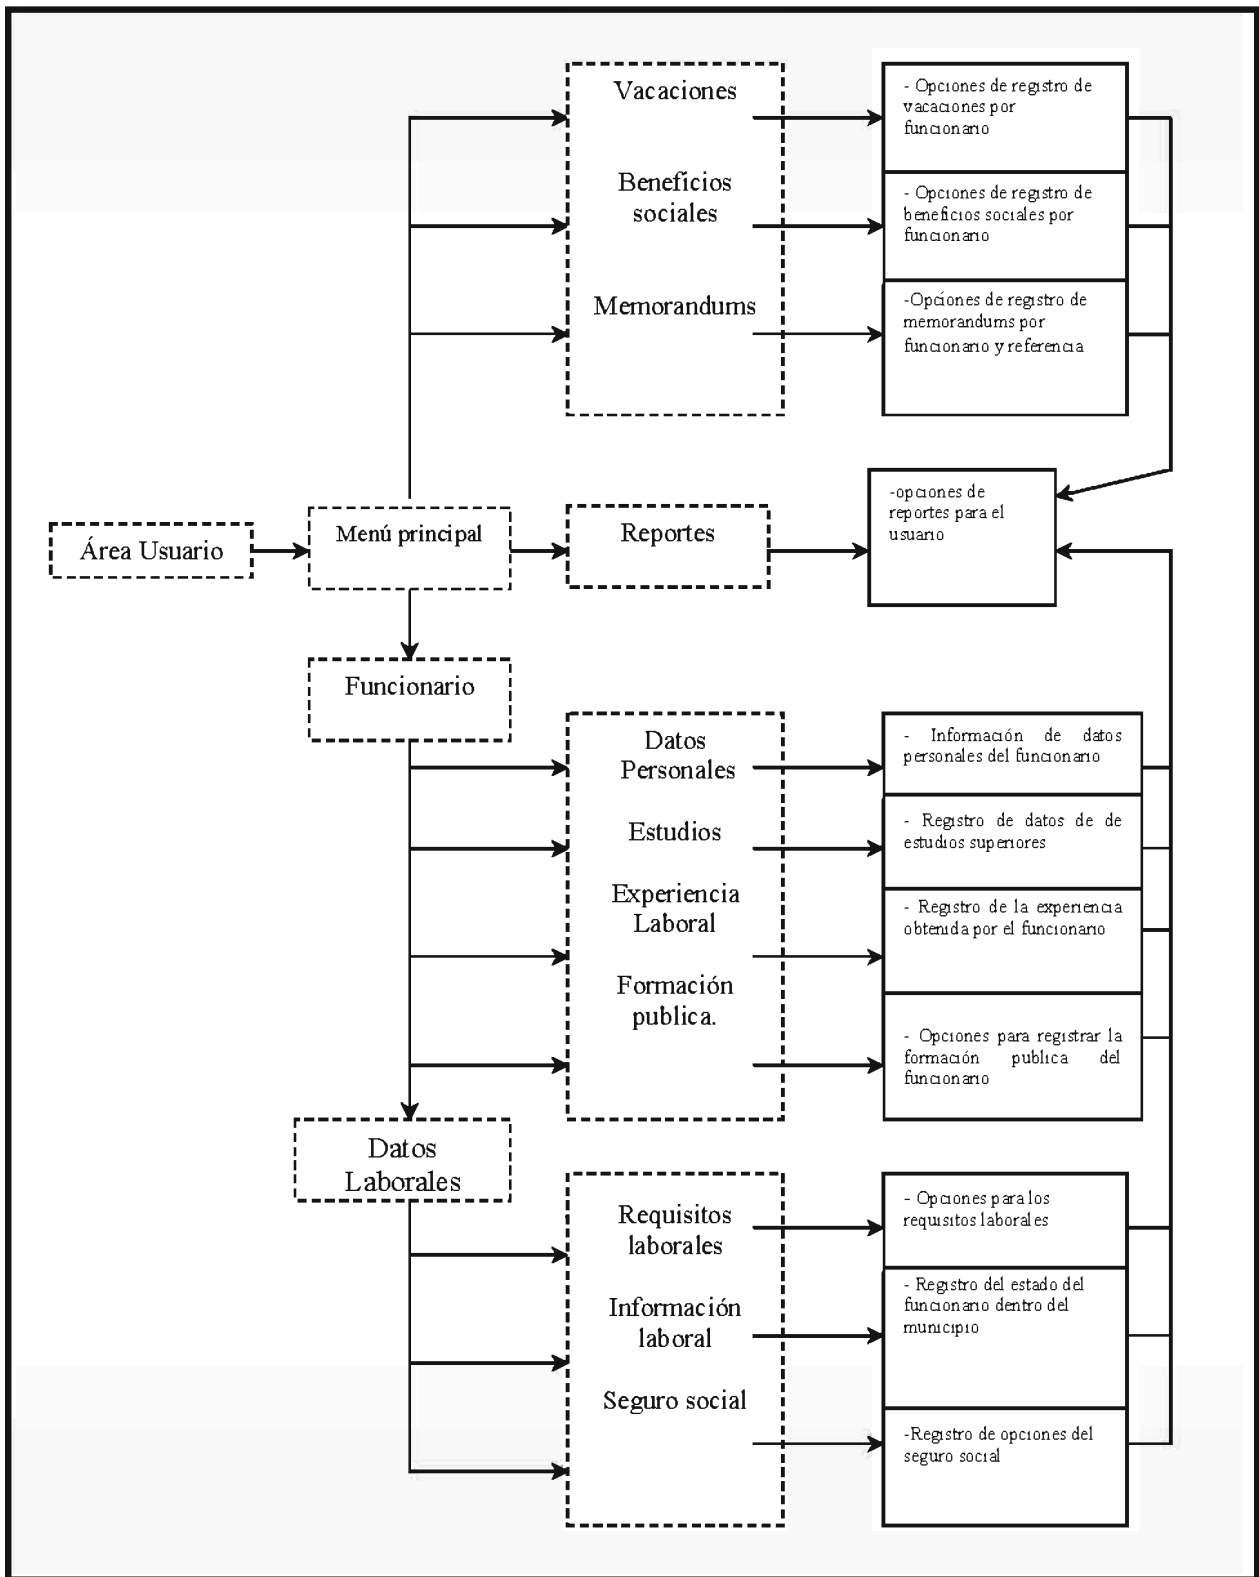 Vacaciones
Beneficios
sociales
Memorandums
- Opciones de registro de
vacaciones por
funcionario
- Opciones de registro de
beneficios sociales por
funcionario
-Opciones de registro de
memorandums por
funcionario y referencia
Área Usuario
Menú principal
Reportes
-opciones de
reportes para el
usuario
Funcionario
Datos
Personales
Estudios
Experiencia
Laboral
Formación
publica.
- Información de datos
personales del funcionario
- Registro de datos de de
estudios superiores
- Registro de la experiencia
obtenida por el funcionario
- Opciones para registrar la
formación publica del
funcionario
Datos
Laborales
Requisitos
laborales
Información
laboral
Seguro social
- Opciones para los
requisitos laborales
- Registro del estado del
funcionario dentro del
municipio
-Registro de opciones del
seguro social